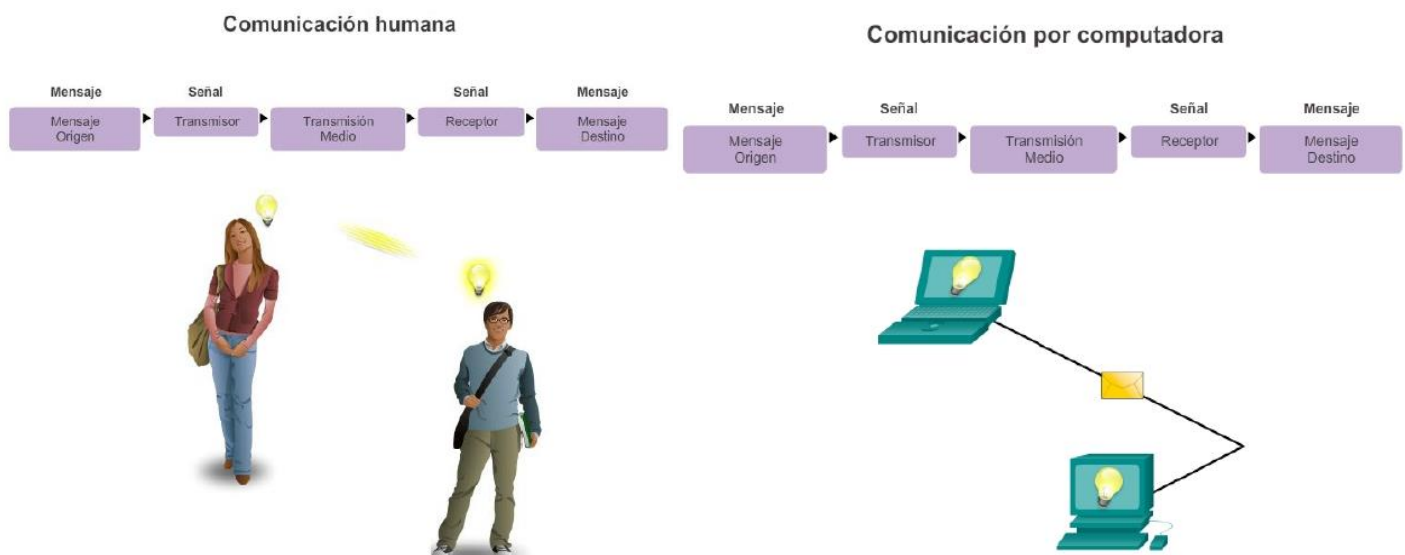 Comunicación humana
Mensaje
Señal
Señal
Mensaje
Mensaje
Origen
Transmisor
Transmisión
Medio
Receptor
Mensaje
Destino
Comunicación por computadora
Mensaje
Señal
Señal
Mensaje
Mensaje
Origen
Transmisor
Transmisión
Medio
Receptor
Mensaje
Destino